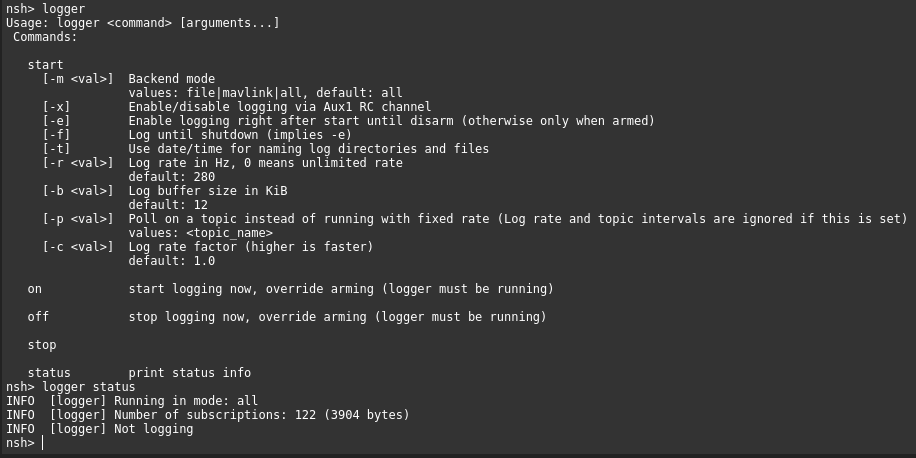 nsh> logger
Usage: logger <command> [arguments...]
 Commands:

   start
     [-m <val>]  Backend mode
                 values: file|mavlink|all, default: all
     [-x]        Enable/disable logging via Aux1 RC channel
     [-e]        Enable logging right after start until disarm (otherwise only when armed)
     [-f]        Log until shutdown (implies -e)
     [-t]        Use date/time for naming log directories and files
     [-r <val>]  Log rate in Hz, 0 means unlimited rate
                 default: 280
     [-b <val>]  Log buffer size in KiB
                 default: 12
     [-p <val>]  Poll on a topic instead of running with fixed rate (Log rate and topic intervals are ignored if this is set)
                 values: <topic_name>
     [-c <val>]  Log rate factor (higher is faster)
                 default: 1.0

   on            start logging now, override arming (logger must be running)

   off           stop logging now, override arming (logger must be running)

   stop

   status        print status info
nsh> logger status
INFO  [logger] Running in mode: all
INFO  [logger] Number of subscriptions: 122 (3904 bytes)
INFO  [logger] Not logging
nsh>